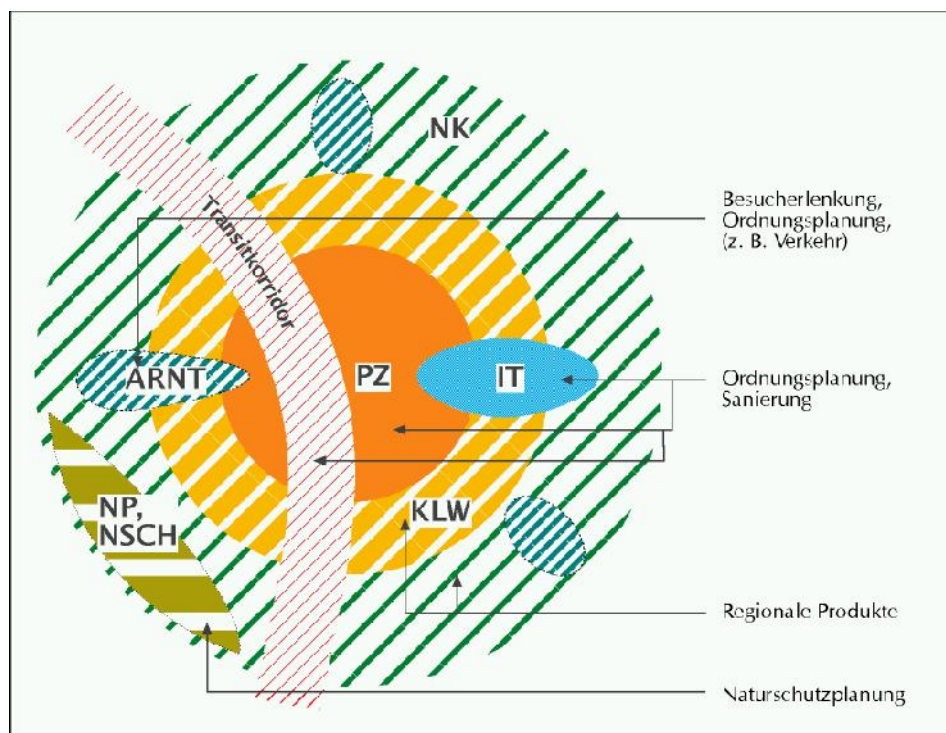 NK
Besucherlenkung,
Ordnungsplanung,
(z. B. Verkehr)
Transitkorridor
ARNT
PZ
IT
Ordnungsplanung,
Sanierung
NP,
NSCH
KLW
Regionale Produkte
Naturschutzplanung